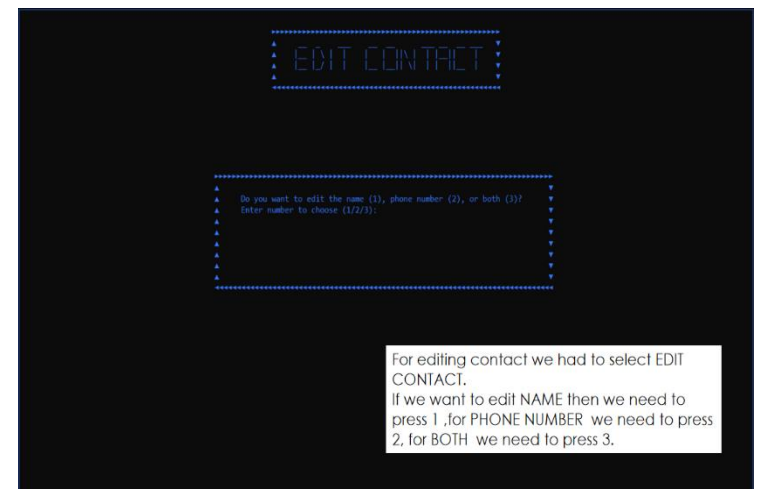 EDIT CONTACT
Do you want to edit the name (1), phone number (2), or both (3)?
Enter number to choose (1/2/3):
For editing contact we had to select EDIT
CONTACT.
If we want to edit NAME then we need to
press 1 ,for PHONE NUMBER we need to press
2, for BOTH we need to press 3.